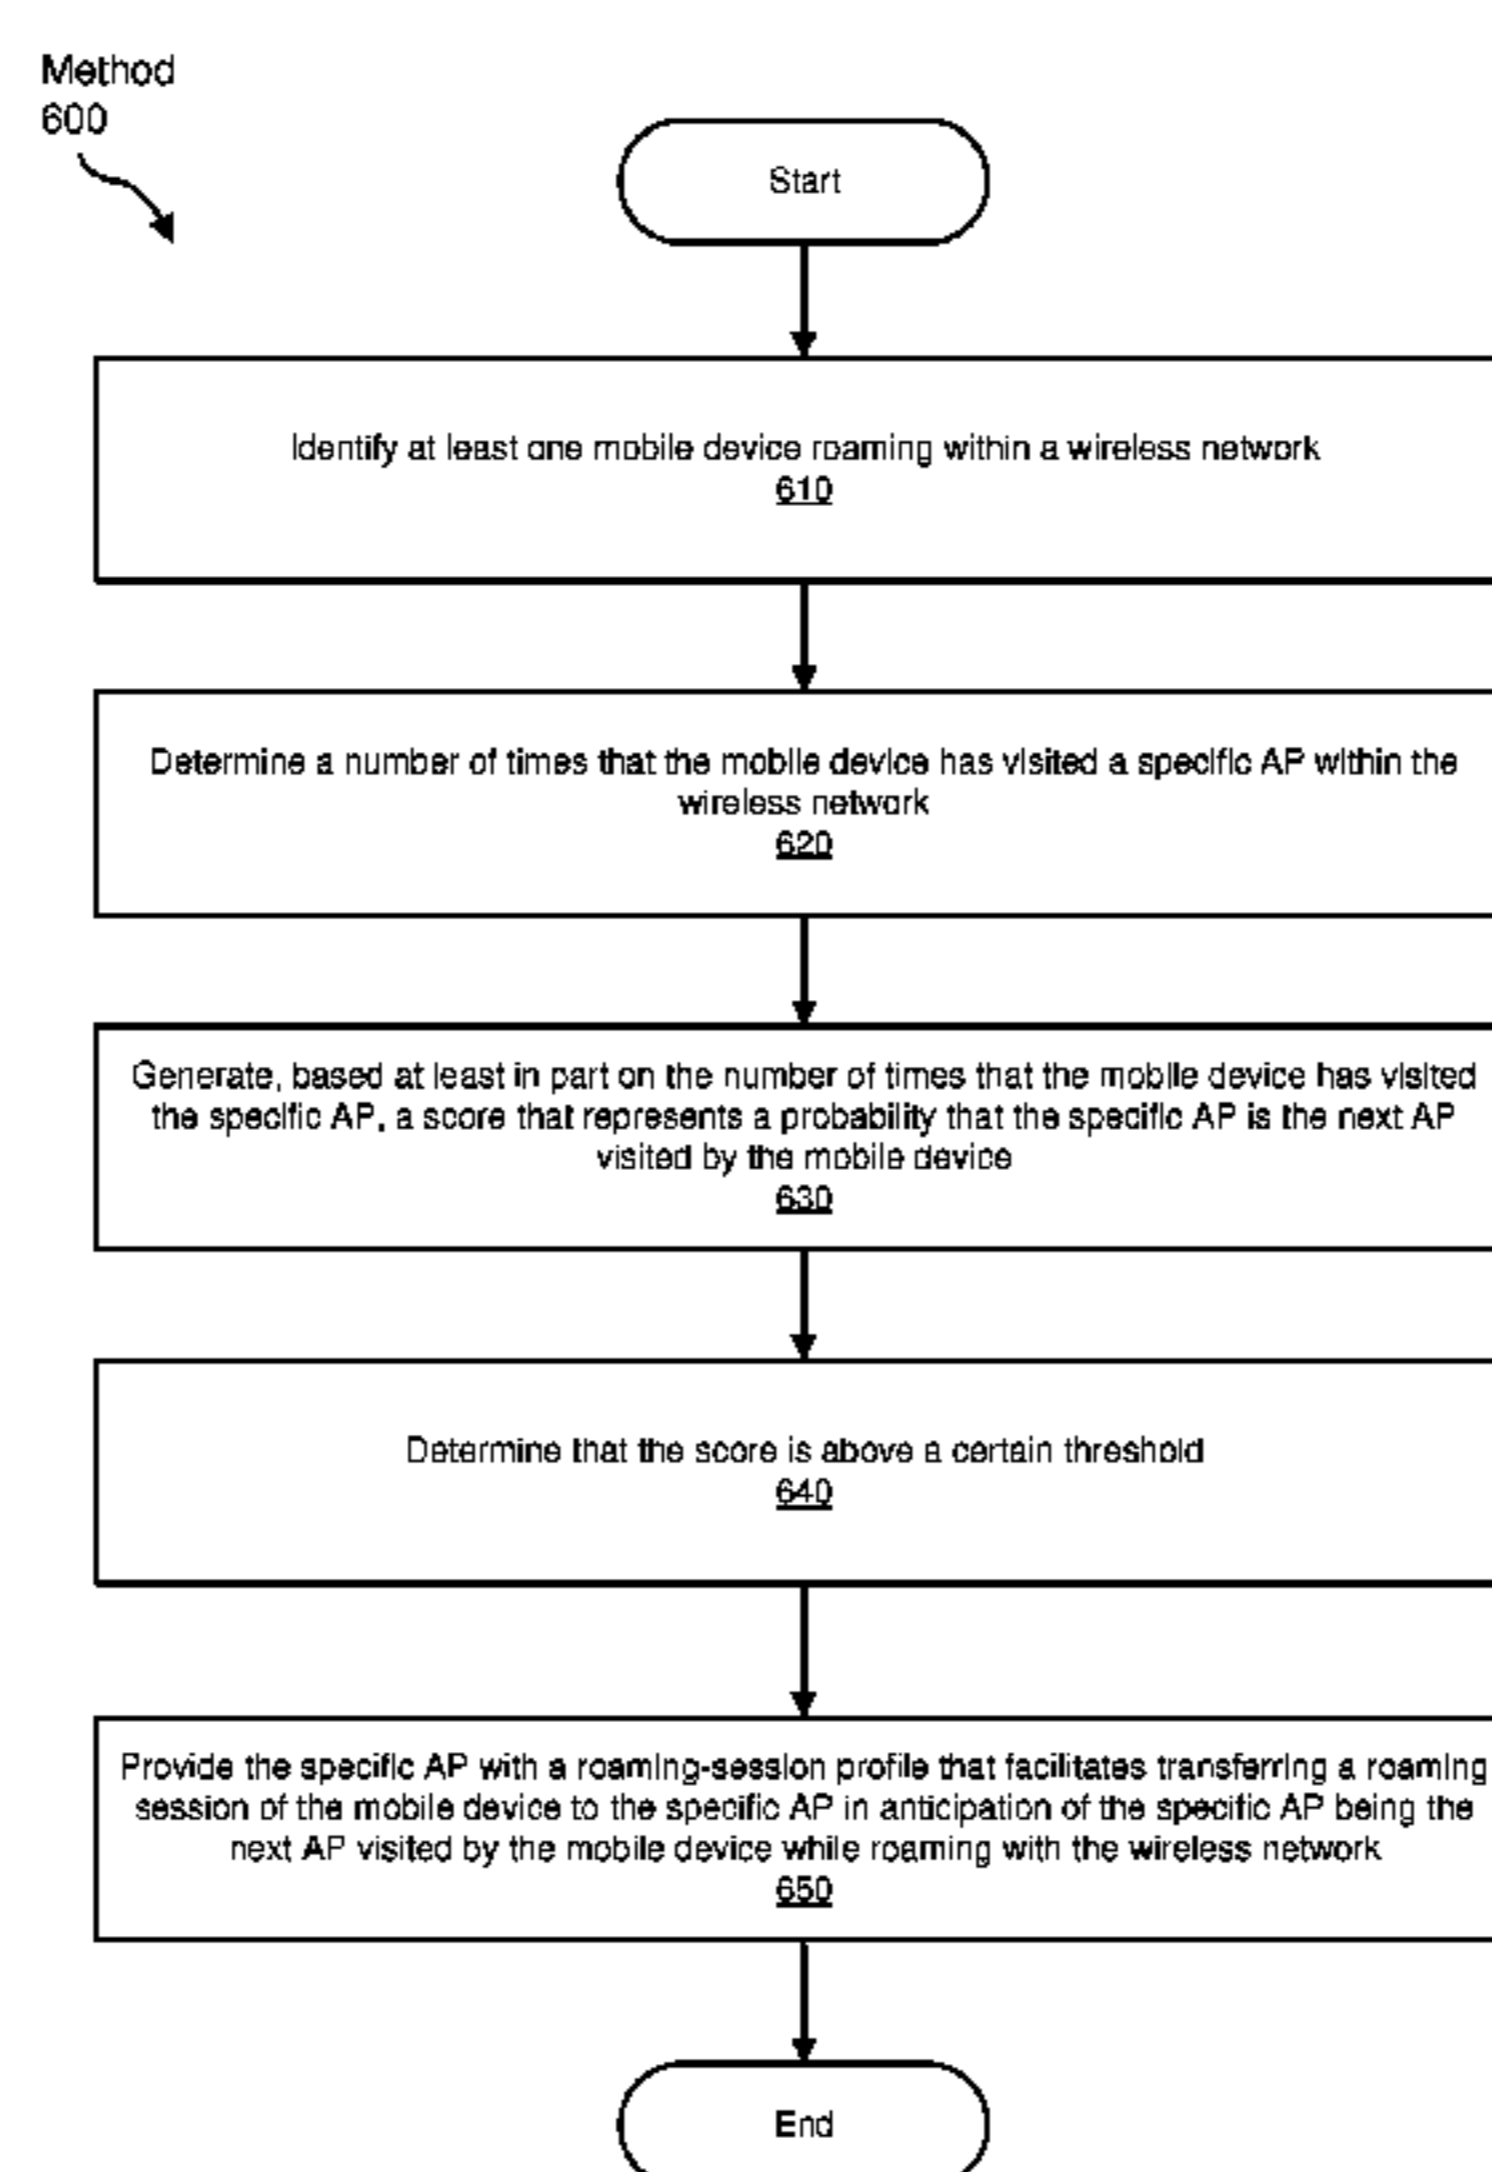 Method
600
Start
Identify at least one mobile device roaming within a wireless network
610
Determine a number of times that the mobile device has visited a specific AP within the
wireless network
620
Generate, based at least in part on the number of times that the mobile device has visited
the specific AP, a score that represents a probability that the specific AP is the next AP
visited by the mobile device
630
Determine that the score is above a certain threshold
640
Provide the specific AP with a roaming-session profile that facilitates transferring a roaming
session of the mobile device to the specific AP in anticipation of the specific AP being the
next AP visited by the mobile device while roaming with the wireless network
650
End